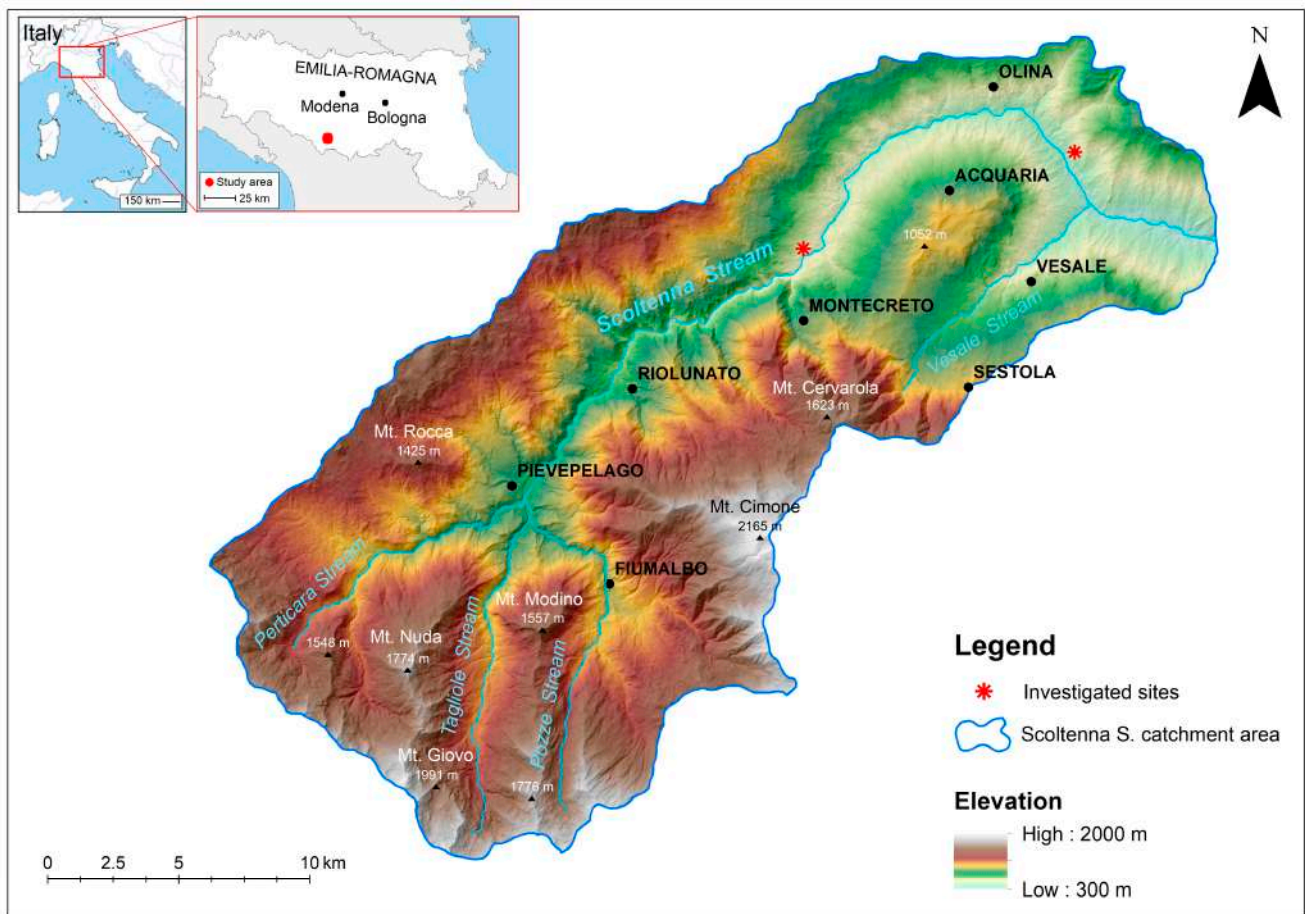 Italy
150 km
EMILIA-ROMAGNA
Modena
Bologna
Study area
25 km
N
OLINA
ACQUARIA
1052 m
VESALE
Scoltenna Stream
MONTECRETO
Vesale Stream
RIOLUNATO
SESTOLA
Mt. Cervarola
1623 m
Mt. Rocca
1425 m
PIEVEPELAGO
Mt. Cimone
2165 m
FIUMALBO
Perticara Stream
Mt. Modino
1557 m
1548 m
Mt. Nuda
1774 m
Tagliole Stream
Plozze Stream
Mt. Giovo
1991 m
1776 m
Legend
Investigated sites
Scoltenna S. catchment area
Elevation
High : 2000 m
Low : 300 m
0 2.5 5 10 km